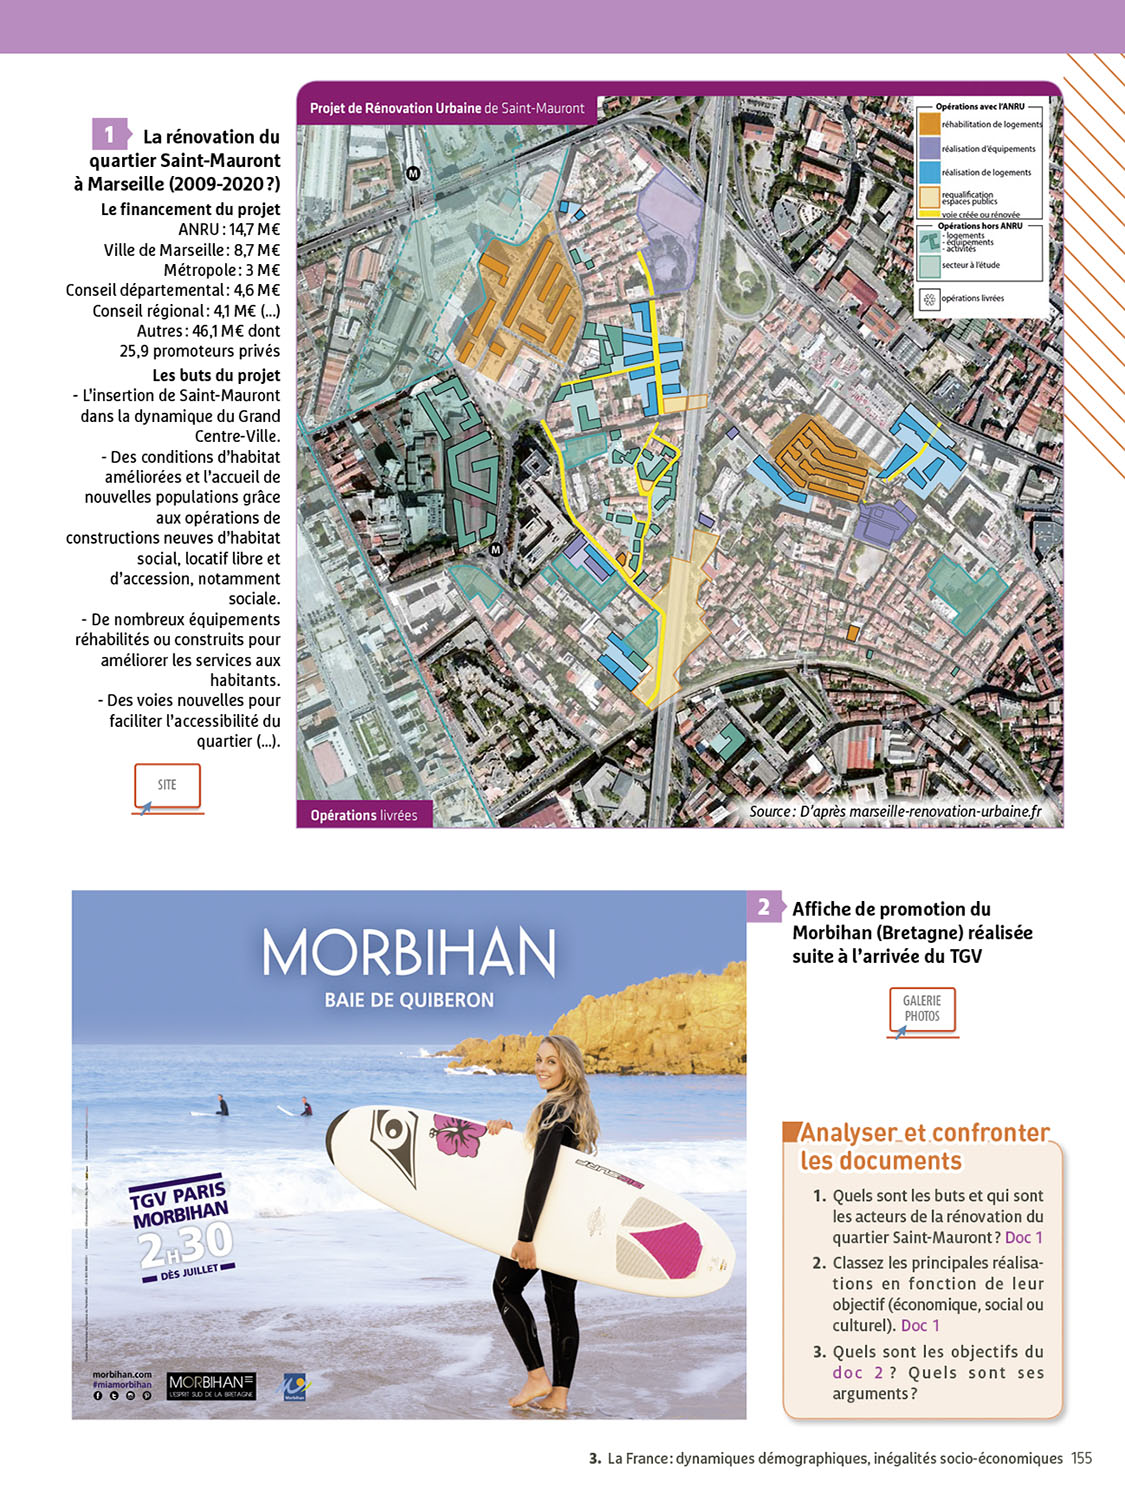 1 La rénovation du
quartier Saint-Mauront
à Marseille (2009-2020 ?)
Le financement du projet
ANRU : 14,7 M€
Ville de Marseille : 8,7 M€
Métropole : 3 M€
Conseil départemental : 4,6 M€
Conseil régional : 4,1 M€ (...)
Autres : 46,1 M€ dont
25,9 promoteurs privés
Les buts du projet
- L'insertion de Saint-Mauront
dans la dynamique du Grand
Centre-Ville.
- Des conditions d'habitat
améliorées et l'accueil de
nouvelles populations grâce
aux opérations de
constructions neuves d'habitat
social, locatif libre et
d'accession, notamment
sociale.
- De nombreux équipements
réhabilités ou construits pour
améliorer les services aux
habitants.
- Des voies nouvelles pour
faciliter l'accessibilité du
quartier (...).
SITE
Projet de Rénovation Urbaine de Saint-Mauront
Opérations avec l'ANRU
réhabilitation de logements
réalisation d'équipements
réalisation de logements
requalification
espaces publics
voie créée ou rénovée
Opérations hors ANRU
- logements
- équipements
- activités
secteur à l'étude
opérations livrées
M
M
Opérations livrées
Source : D'après marseille-renovation-urbaine.fr
MORBIHAN
BAIE DE QUIBERON
TGV PARIS
MORBIHAN
2H30
DÈS JUILLET
morbihan.com
#miamorbihan
MORBIHAN
L'ESPRIT SUD DE LA BRETAGNE
Morbihan
2 Affiche de promotion du
Morbihan (Bretagne) réalisée
suite à l'arrivée du TGV
GALERIE
PHOTOS
Analyser et confronter
les documents
1. Quels sont les buts et qui sont
les acteurs de la rénovation du
quartier Saint-Mauront ? Doc 1
2. Classez les principales réalisa-
tions en fonction de leur
objectif (économique, social ou
culturel). Doc 1
3. Quels sont les objectifs du
doc 2 ? Quels sont ses
arguments ?
3. La France : dynamiques démographiques, inégalités socio-économiques 155